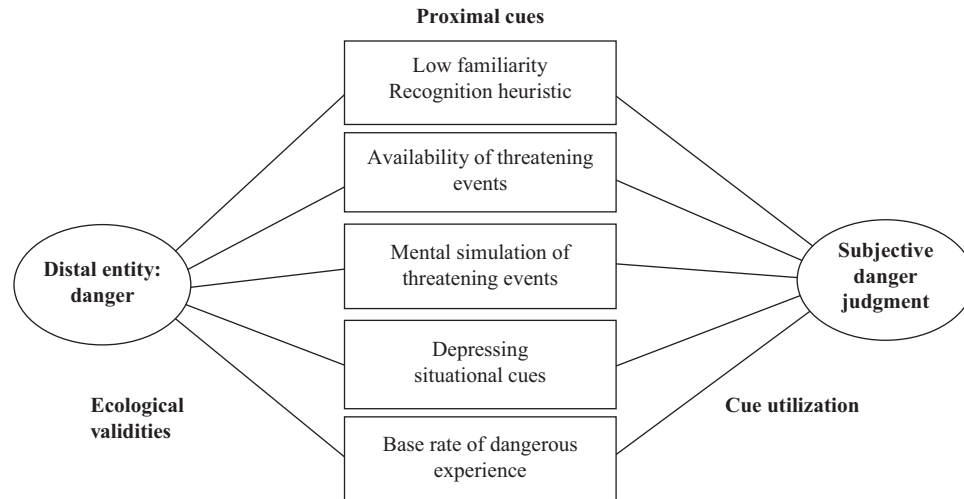 Proximal cues
Low familiarity
Recognition heuristic
Availability of threatening
events
Mental simulation of
threatening events
Depressing
situational cues
Base rate of dangerous
experience
Distal entity:
danger
Subjective
danger
judgment
Ecological
validities
Cue utilization